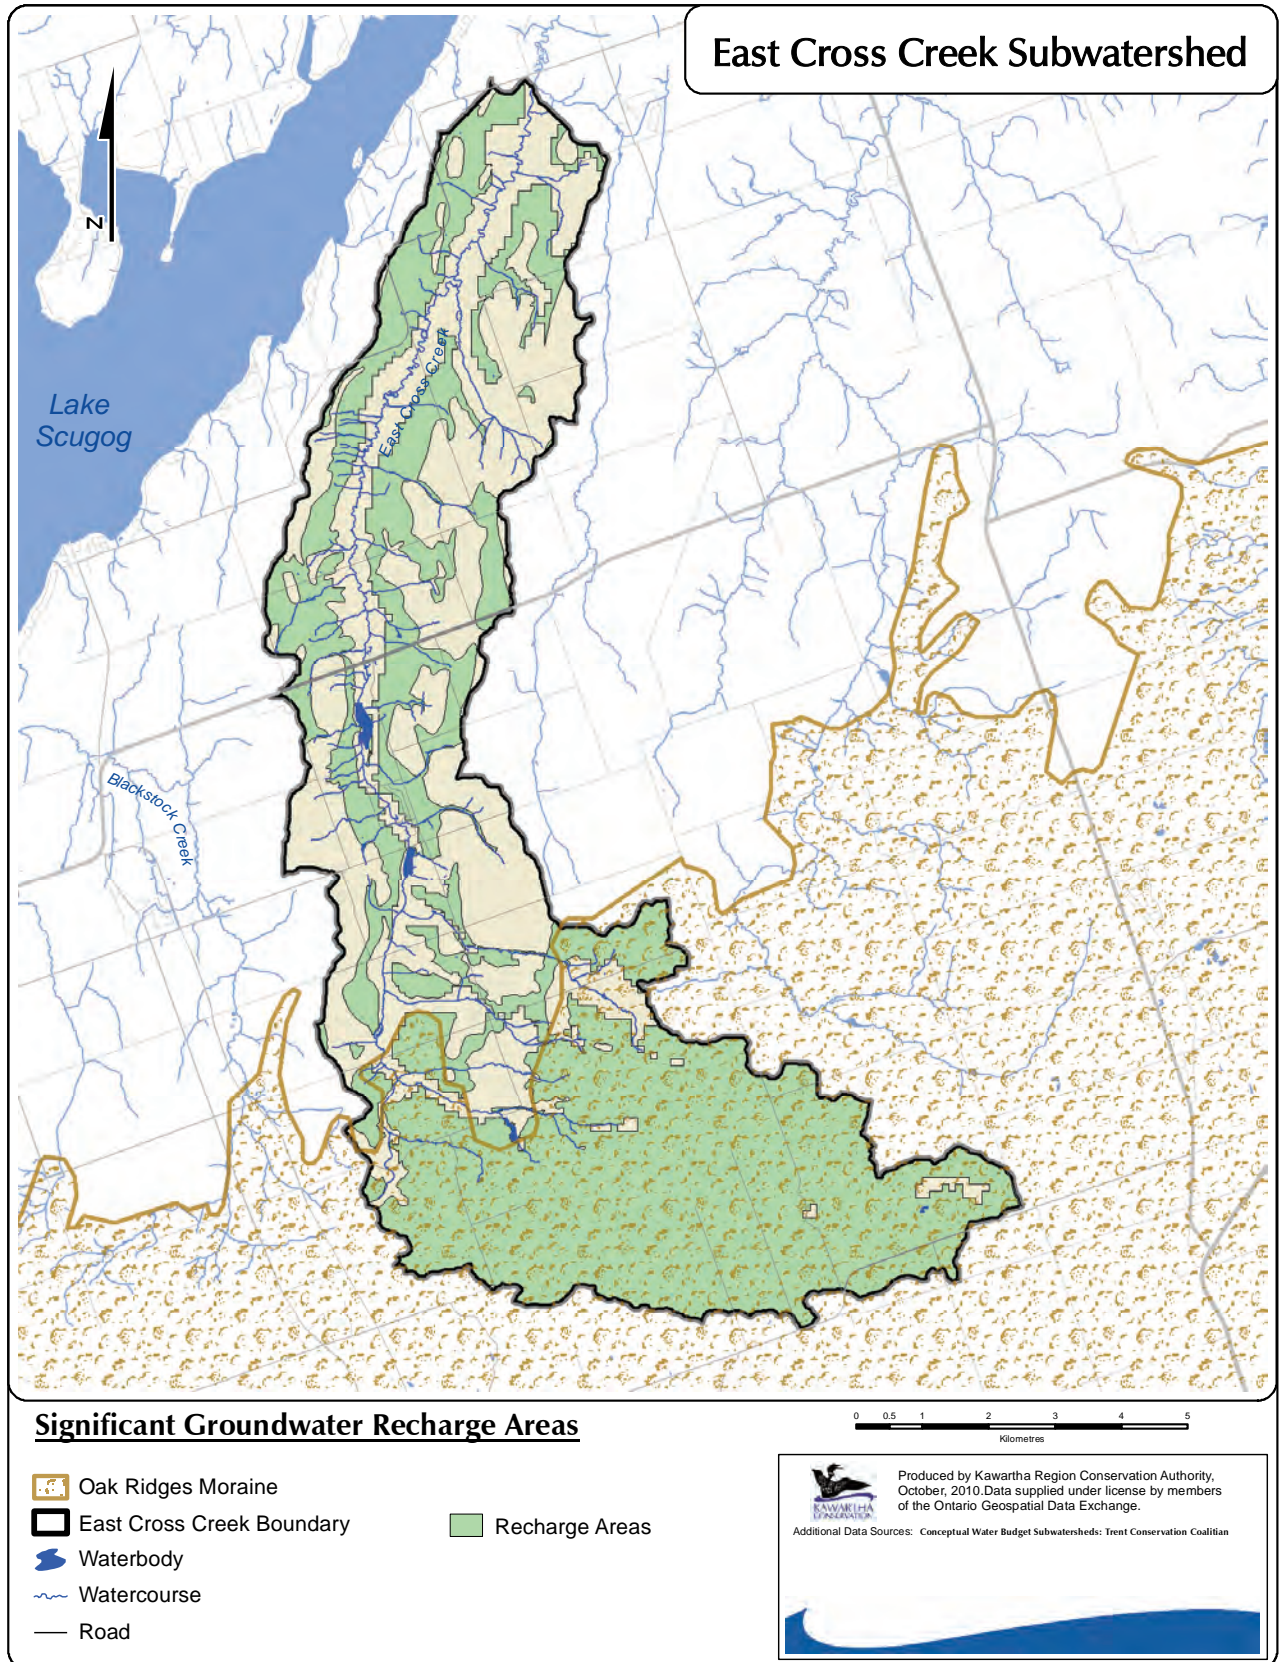 East Cross Creek Subwatershed
N
Lake
Scugog
East Cross Creek
Blackstock Creek
Significant Groundwater Recharge Areas
Oak Ridges Moraine
East Cross Creek Boundary
Waterbody
Watercourse
Road
Recharge Areas
0 0.5 1 2 3 4 5
Kilometres
KAWARTHA
CONSERVATION
Produced by Kawartha Region Conservation Authority,
October, 2010.Data supplied under license by members
of the Ontario Geospatial Data Exchange.
Additional Data Sources: Conceptual Water Budget Subwatersheds: Trent Conservation Coalitian